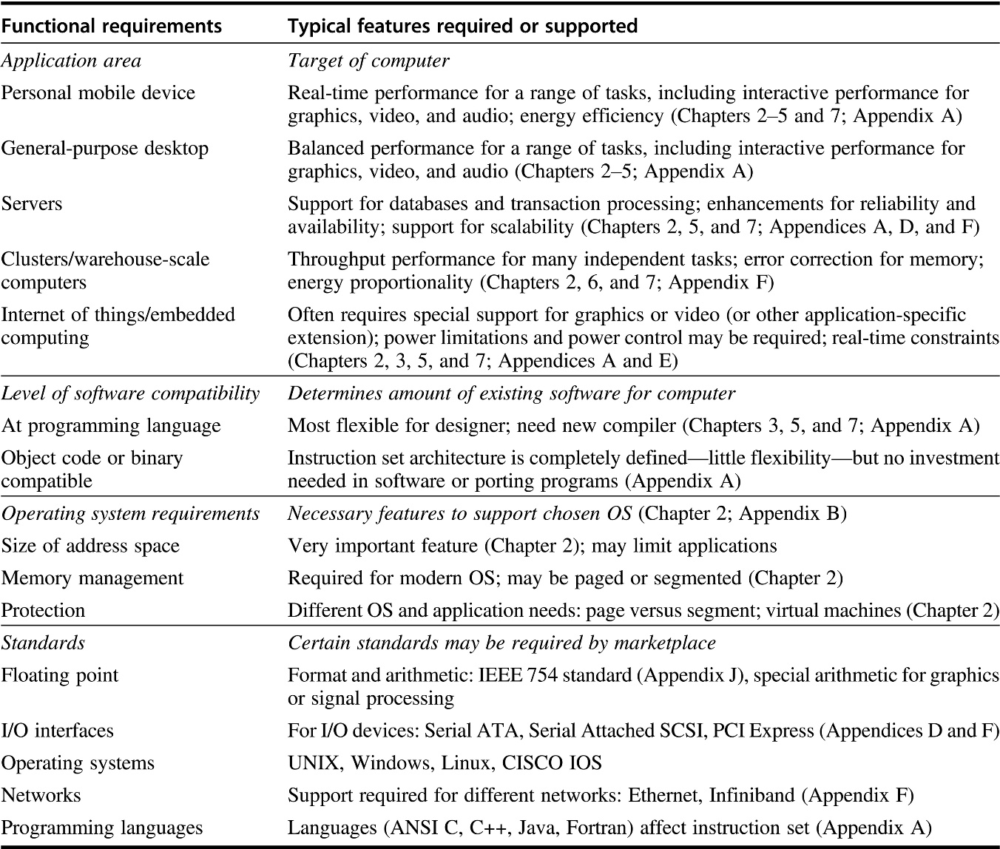 Functional requirements Typical features required or supported
Application area Target of computer
Personal mobile device Real-time performance for a range of tasks, including interactive performance for
graphics, video, and audio; energy efficiency (Chapters 2–5 and 7; Appendix A)
General-purpose desktop Balanced performance for a range of tasks, including interactive performance for
graphics, video, and audio (Chapters 2–5; Appendix A)
Servers Support for databases and transaction processing; enhancements for reliability and
availability; support for scalability (Chapters 2, 5, and 7; Appendices A, D, and F)
Clusters/warehouse-scale Throughput performance for many independent tasks; error correction for memory;
computers energy proportionality (Chapters 2, 6, and 7; Appendix F)
Internet of things/embedded Often requires special support for graphics or video (or other application-specific
computing extension); power limitations and power control may be required; real-time constraints
(Chapters 2, 3, 5, and 7; Appendices A and E)
Level of software compatibility Determines amount of existing software for computer
At programming language Most flexible for designer; need new compiler (Chapters 3, 5, and 7; Appendix A)
Object code or binary Instruction set architecture is completely defined—little flexibility—but no investment
compatible needed in software or porting programs (Appendix A)
Operating system requirements Necessary features to support chosen OS (Chapter 2; Appendix B)
Size of address space Very important feature (Chapter 2); may limit applications
Memory management Required for modern OS; may be paged or segmented (Chapter 2)
Protection Different OS and application needs: page versus segment; virtual machines (Chapter 2)
Standards Certain standards may be required by marketplace
Floating point Format and arithmetic: IEEE 754 standard (Appendix J), special arithmetic for graphics
or signal processing
I/O interfaces For I/O devices: Serial ATA, Serial Attached SCSI, PCI Express (Appendices D and F)
Operating systems UNIX, Windows, Linux, CISCO IOS
Networks Support required for different networks: Ethernet, Infiniband (Appendix F)
Programming languages Languages (ANSI C, C++, Java, Fortran) affect instruction set (Appendix A)